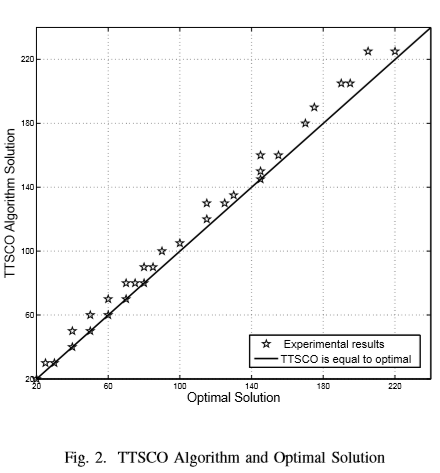 220
180
140
100
60
20
20
60
100
140
180
220
TTSCO Algorithm Solution
Optimal Solution
Experimental results
TTSCO is equal to optimal
Fig. 2. TTSCO Algorithm and Optimal Solution